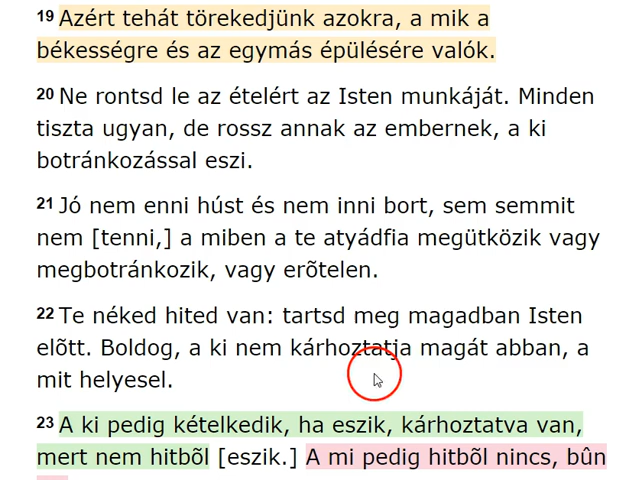 19 Azért tehát törekedjünk azokra, a mik a
békességre és az egymás épülésére valók.
20 Ne rontsd le az ételért az Isten munkáját. Minden
tiszta ugyan, de rossz annak az embernek, a ki
botránkozással eszi.
21 Jó nem enni húst és nem inni bort, sem semmit
nem [tenni,] a miben a te atyádfia megütközik vagy
megbotránkozik, vagy erõtelen.
22 Te néked hited van: tartsd meg magadban Isten
elõtt. Boldog, a ki nem kárhoztatja magát abban, a
mit helyesel.
23 A ki pedig kételkedik, ha eszik, kárhoztatva van,
mert nem hitbõl [eszik.] A mi pedig hitbõl nincs, bûn